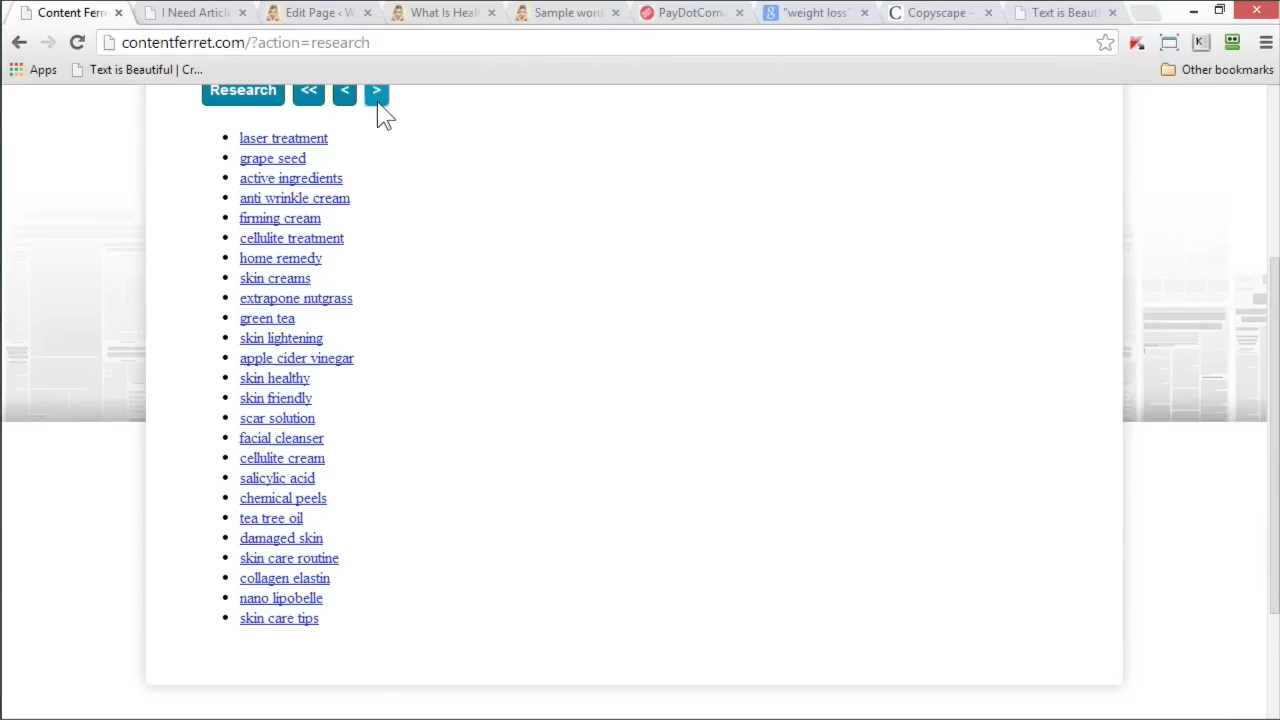 Content Ferre
I Need Article
Edit Page ‹ W
What Is Heal
Sample word
PayDotCom
"weight loss"
Copyscape -
Text is Beaut
contentferret.com/?action=research
Apps
Text is Beautiful | Cr...
Other bookmarks
Research << < >
laser treatment
grape seed
active ingredients
anti wrinkle cream
firming cream
cellulite treatment
home remedy
skin creams
extrapone nutgrass
green tea
skin lightening
apple cider vinegar
skin healthy
skin friendly
scar solution
facial cleanser
cellulite cream
salicylic acid
chemical peels
tea tree oil
damaged skin
skin care routine
collagen elastin
nano lipobelle
skin care tips